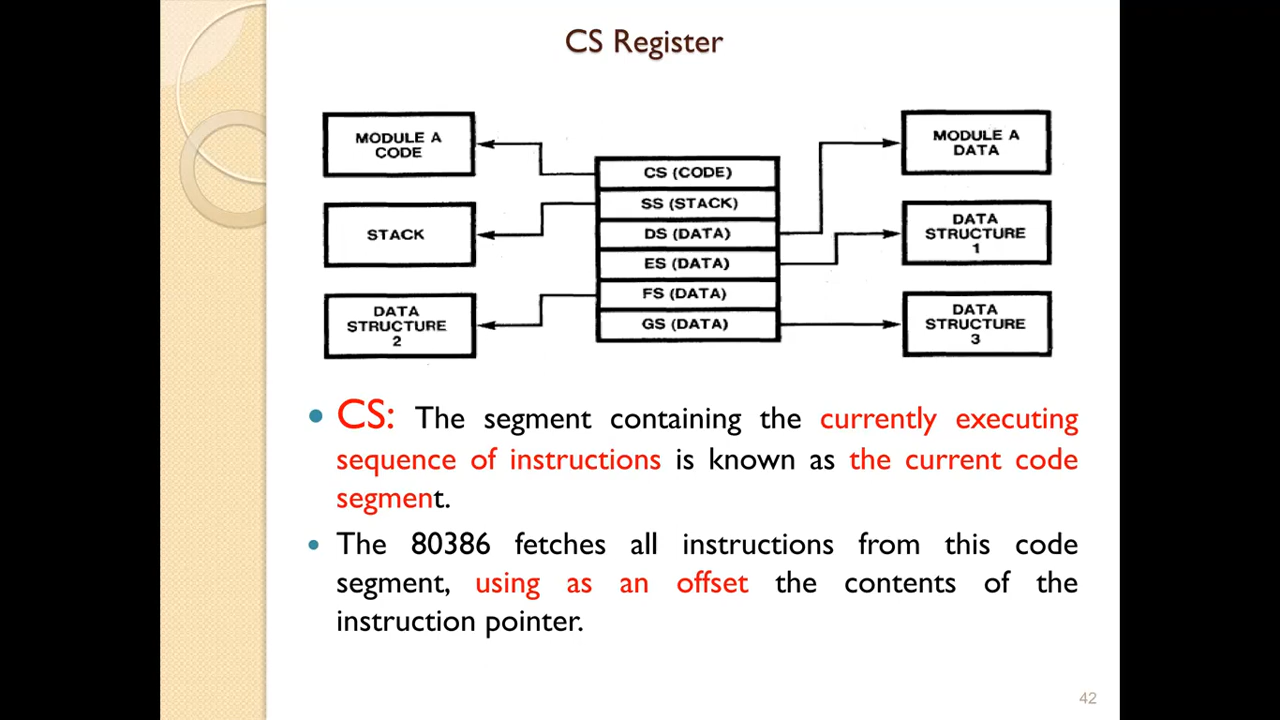 CS Register
MODULE A
CODE
STACK
DATA
STRUCTURE
2
CS (CODE)
SS (STACK)
DS (DATA)
ES (DATA)
FS (DATA)
GS (DATA)
MODULE A
DATA
DATA
STRUCTURE
1
DATA
STRUCTURE
3
CS: The segment containing the currently executing
sequence of instructions is known as the current code
segment.
The 80386 fetches all instructions from this code
segment, using as an offset the contents of the
instruction pointer.
42